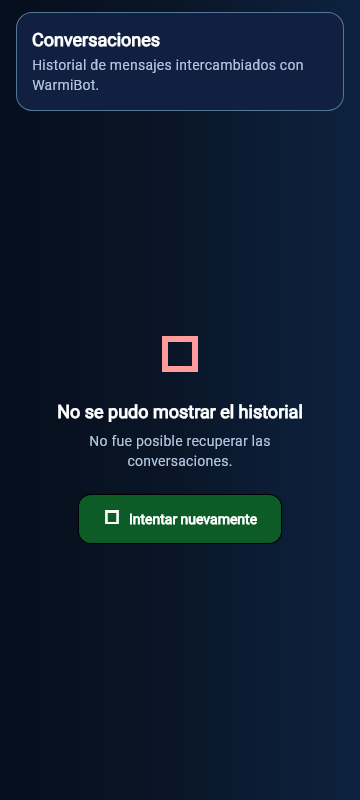 Conversaciones
Historial de mensajes intercambiados con
WarmiBot.
No se pudo mostrar el historial
No fue posible recuperar las
conversaciones.
Intentar nuevamente